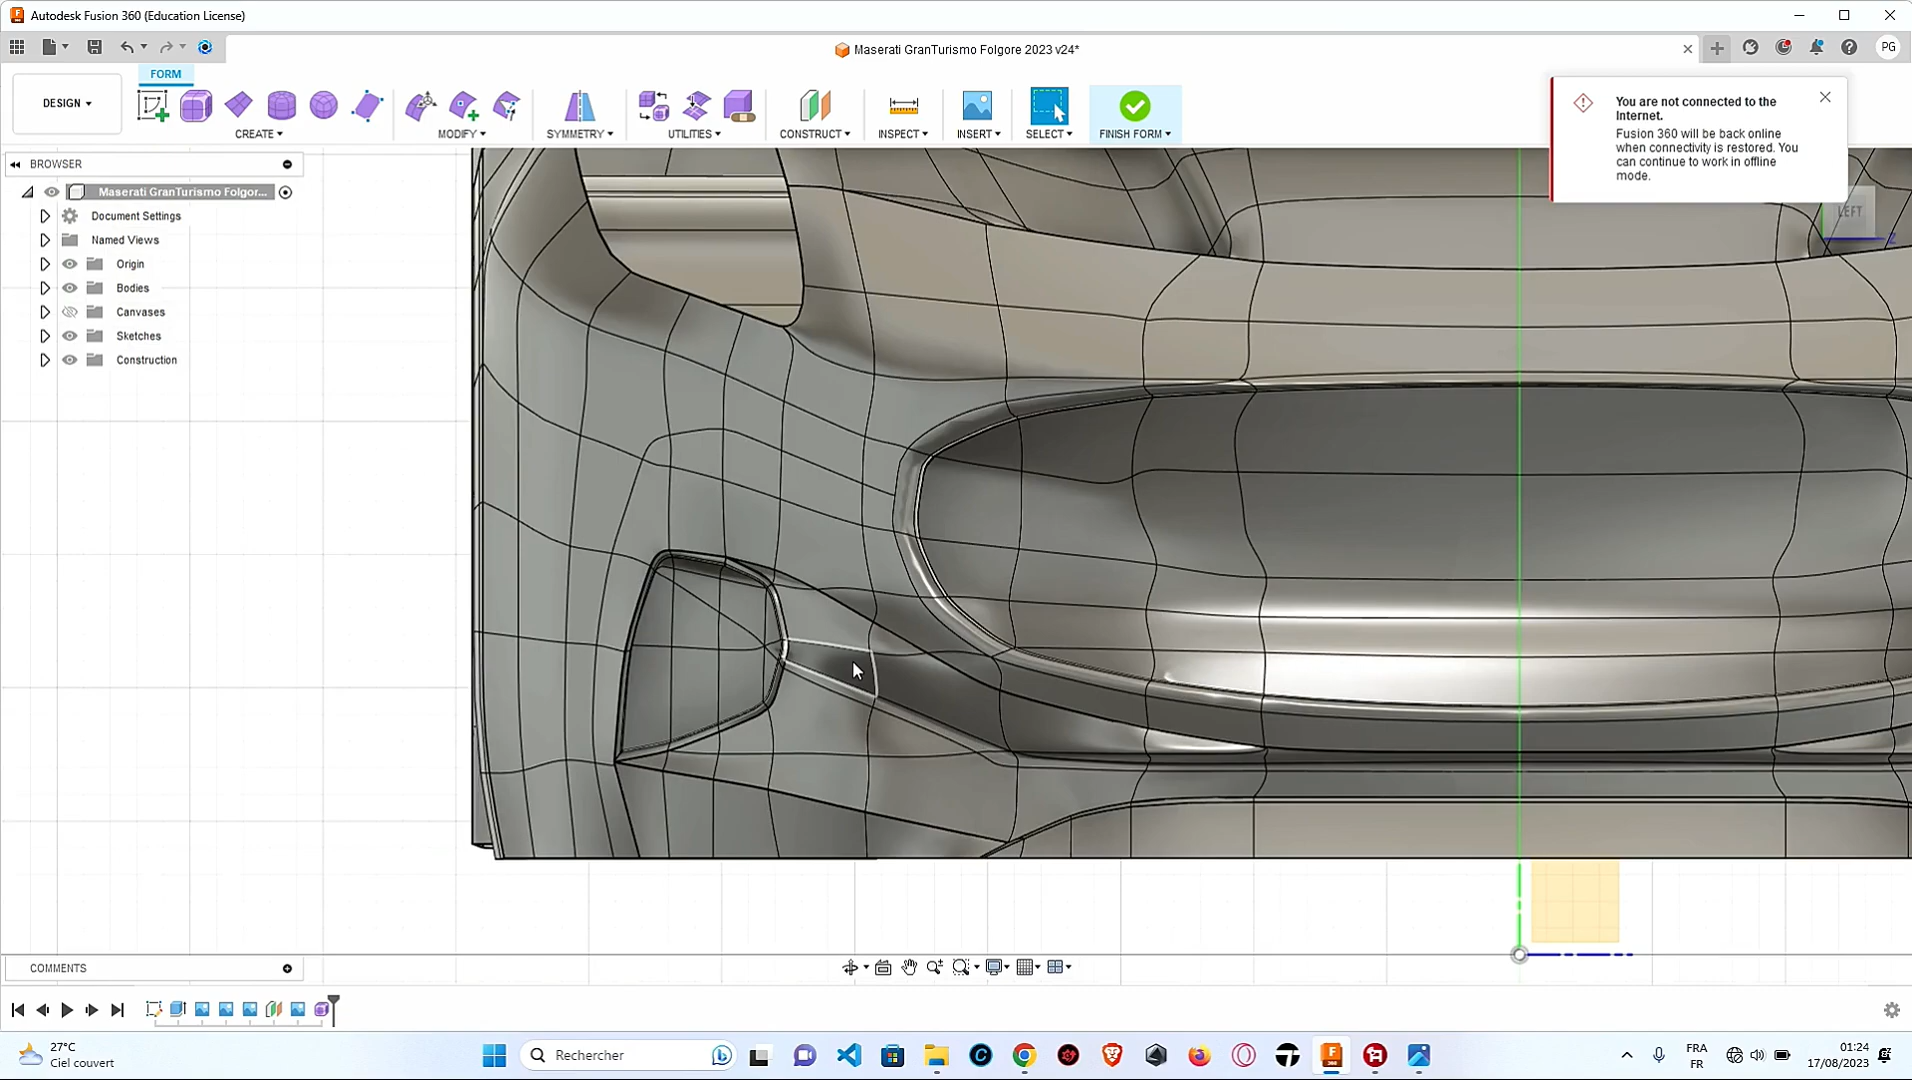 Autodesk Fusion 360 (Education License)
Maserati GranTurismo Folgore 2023 v24*
PG
FORM
DESIGN
CREATE
MODIFY
SYMMETRY
UTILITIES
CONSTRUCT
INSPECT
INSERT
SELECT
FINISH FORM
You are not connected to the
Internet.
Fusion 360 will be back online
when connectivity is restored. You
can continue to work in offline
mode.
BROWSER
Maserati GranTurismo Folgor...
Document Settings
Named Views
Origin
Bodies
Canvases
Sketches
Construction
LEFT
Z
COMMENTS
27°C
Ciel couvert
Rechercher
FRA
FR
01:24
17/08/2023